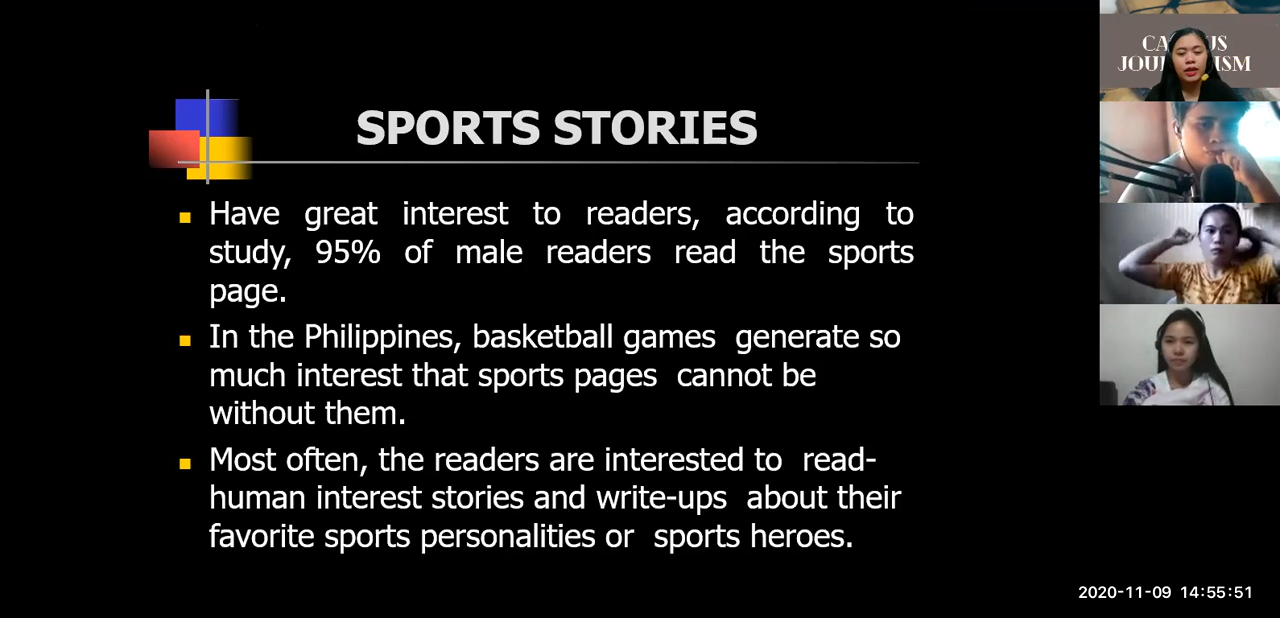 SPORTS STORIES
Have great interest to readers, according to
study, 95% of male readers read the sports
page.
In the Philippines, basketball games generate so
much interest that sports pages cannot be
without them.
Most often, the readers are interested to read-
human interest stories and write-ups about their
favorite sports personalities or sports heroes.
2020-11-09 14:55:51